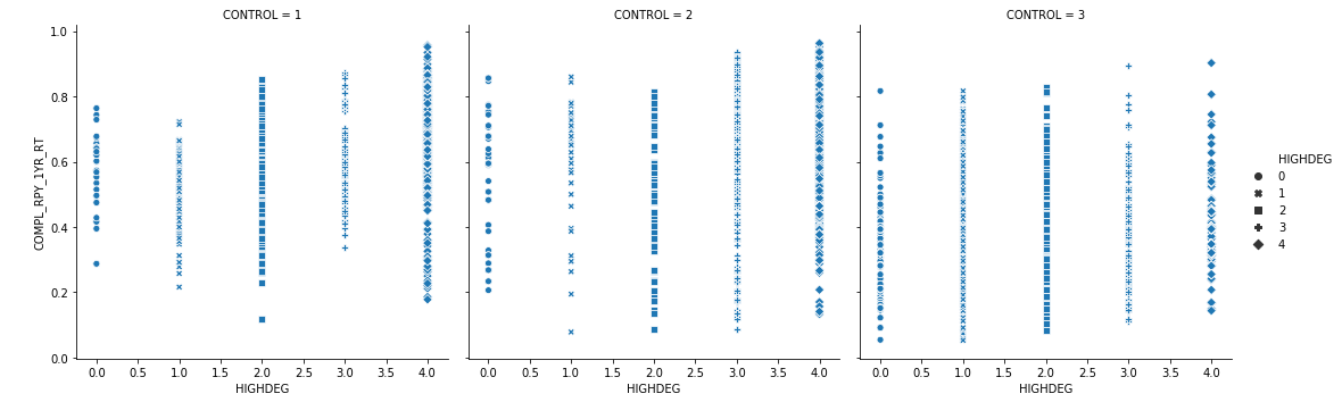 CONTROL = 1
CONTROL = 2
CONTROL = 3
COMPL_RPY_1YR_RT
1.0
0.8
0.6
0.4
0.2
0.0
0.0 0.5 1.0 1.5 2.0 2.5 3.0 3.5 4.0
HIGHDEG
0.0 0.5 1.0 1.5 2.0 2.5 3.0 3.5 4.0
HIGHDEG
0.0 0.5 1.0 1.5 2.0 2.5 3.0 3.5 4.0
HIGHDEG
HIGHDEG
0
1
2
3
4